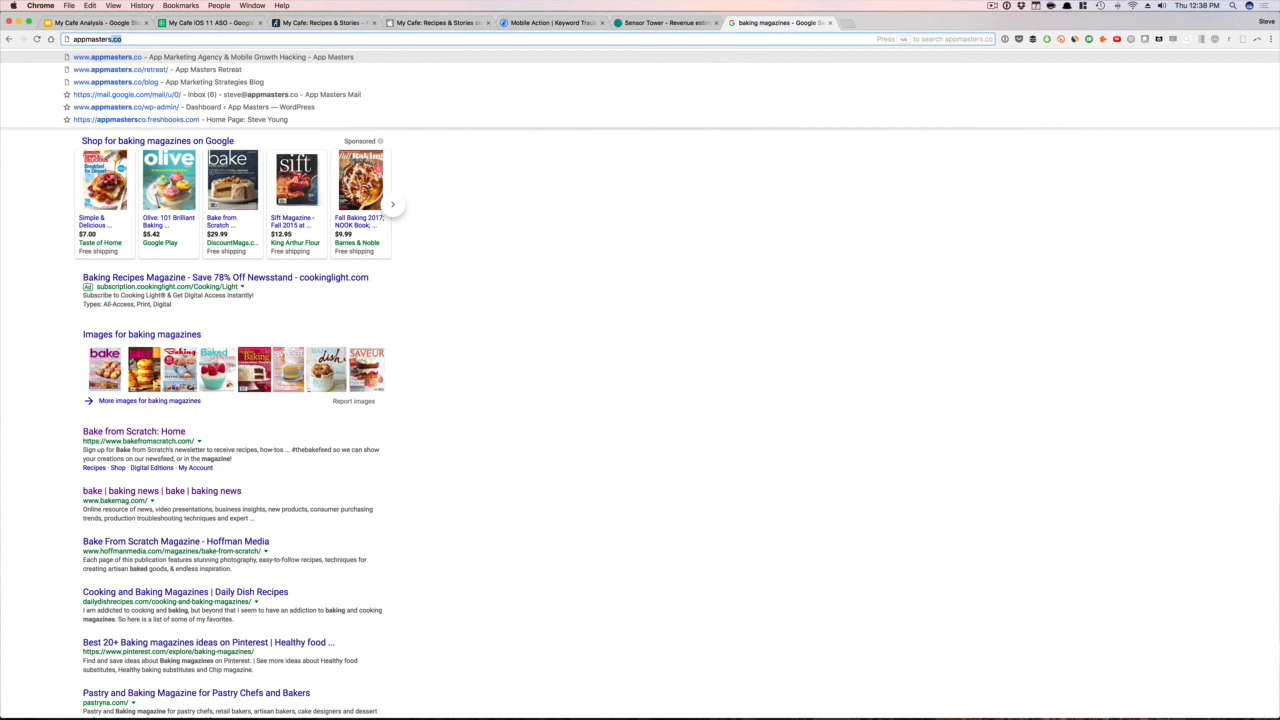 Chrome File Edit View History Bookmarks People Window Help
Thu 12:38 PM
My Cafe Analysis - Google Slid
My Cafe iOS 11 ASO - Google
My Cafe: Recipes & Stories -
My Cafe: Recipes & Stories on
Mobile Action | Keyword Track
Sensor Tower - Revenue estim
baking magazines - Google Se
Steve
appmasters.co
Press to search appmasters.co
www.appmasters.co - App Marketing Agency & Mobile Growth Hacking - App Masters
www.appmasters.co/retreat/ - App Masters Retreat
www.appmasters.co/blog - App Marketing Strategies Blog
https://mail.google.com/mail/u/0/ - Inbox (6) - steve@appmasters.co - App Masters Mail
www.appmasters.co/wp-admin/ - Dashboard ‹ App Masters — WordPress
https://appmastersco.freshbooks.com - Home Page: Steve Young
Shop for baking magazines on Google
Sponsored
SIMPLE & DELICIOUS
olive
bake
sift
Baking
Simple &
Delicious ...
$7.00
Taste of Home
Free shipping
Olive: 101 Brilliant
Baking ...
$5.42
Google Play
Bake from
Scratch ...
$29.99
DiscountMags.c...
Free shipping
Sift Magazine -
Fall 2015 at ...
$12.95
King Arthur Flour
Free shipping
Fall Baking 2017;
NOOK Book; ...
$9.99
Barnes & Noble
Free shipping
Baking Recipes Magazine - Save 78% Off Newsstand - cookinglight.com
Ad subscription.cookinglight.com/Cooking/Light
Subscribe to Cooking Light® & Get Digital Access Instantly!
Types: All-Access, Print, Digital
Images for baking magazines
bake
Baking
Baked
Baking
dish
SAVEUR
More images for baking magazines
Report images
Bake from Scratch: Home
https://www.bakefromscratch.com/
Sign up for Bake from Scratch's newsletter to receive recipes, how-tos ... #thebakefeed so we can show
your creations on our newsfeed, or in the magazine!
Recipes · Shop · Digital Editions · My Account
bake | baking news | bake | baking news
www.bakemag.com/
Online resource of news, video presentations, business insights, new products, consumer purchasing
trends, production troubleshooting techniques and expert ...
Bake From Scratch Magazine - Hoffman Media
www.hoffmanmedia.com/magazines/bake-from-scratch/
Each page of this publication features stunning photography, easy-to-follow recipes, techniques for
creating artisan baked goods, & endless inspiration.
Cooking and Baking Magazines | Daily Dish Recipes
dailydishrecipes.com/cooking-and-baking-magazines/
I am addicted to cooking and baking, but beyond that I seem to have an addiction to baking and cooking
magazines. So here is a list of some of my favorites.
Best 20+ Baking magazines ideas on Pinterest | Healthy food ...
https://www.pinterest.com/explore/baking-magazines/
Find and save ideas about Baking magazines on Pinterest. | See more ideas about Healthy food
substitutes, Healthy baking substitutes and Chip magazine.
Pastry and Baking Magazine for Pastry Chefs and Bakers
pastryna.com/
Pastry and Baking magazine for pastry chefs, retail bakers, artisan bakers, cake designers and dessert